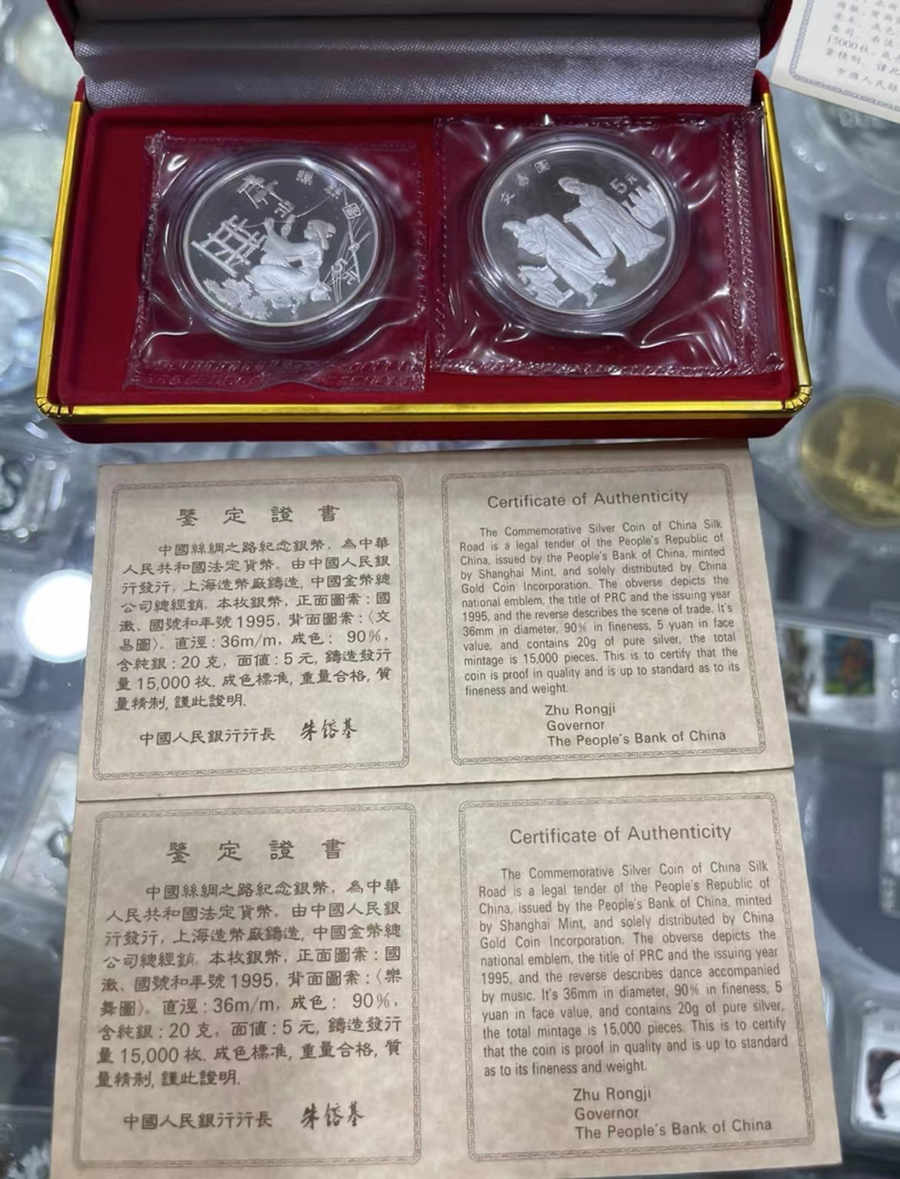 課蠶圖
交易圖
5元
鑒定證書
中國絲綢之路紀念銀幣，為中華
人民共和國法定貨幣．由中國人民銀
行發行，上海造幣廠鑄造，中國金幣總
公司總經銷．本枚銀幣，正面圖案：國
徽、國號和年號1995，背面圖案：〈交
易圖〉．直徑：36m/m，成色： 90%，
含純銀：20克，面值：5元，鑄造發行
量15,000枚．成色標準，重量合格，質
量精制，謹此證明．
中國人民銀行行長 朱鎔基
Certificate of Authenticity
The Commemorative Silver Coin of China Silk
Road is a legal tender of the People's Republic of
China, issued by the People's Bank of China, minted
by Shanghai Mint, and solely distributed by China
Gold Coin Incorporation. The obverse depicts the
national emblem, the title of PRC and the issuing year
1995, and the reverse describes the scene of trade. It's
36mm in diameter, 90% in fineness, 5 yuan in face
value, and contains 20g of pure silver, the total
mintage is 15,000 pieces. This is to certify that the
coin is proof in quality and is up to standard as to its
fineness and weight.
Zhu Rongji
Governor
The People's Bank of China
鑒定證書
中國絲綢之路紀念銀幣，為中華
人民共和國法定貨幣．由中國人民銀
行發行，上海造幣廠鑄造，中國金幣總
公司總經銷．本枚銀幣，正面圖案：國
徽、國號和年號1995，背面圖案：〈樂
舞圖〉．直徑：36m/m，成色： 90%，
含純銀：20克，面值：5元，鑄造發行
量15,000枚．成色標準，重量合格，質
量精制，謹此證明．
中國人民銀行行長 朱鎔基
Certificate of Authenticity
The Commemorative Silver Coin of China Silk
Road is a legal tender of the People's Republic of
China, issued by the People's Bank of China, minted
by Shanghai Mint, and solely distributed by China
Gold Coin Incorporation. The obverse depicts the
national emblem, the title of PRC and the issuing year
1995, and the reverse describes dance accompanied
by music. It's 36mm in diameter, 90% in fineness, 5
yuan in face value, and contains 20g of pure silver,
the total mintage is 15,000 pieces. This is to certify
that the coin is proof in quality and is up to standard
as to its fineness and weight.
Zhu Rongji
Governor
The People's Bank of China